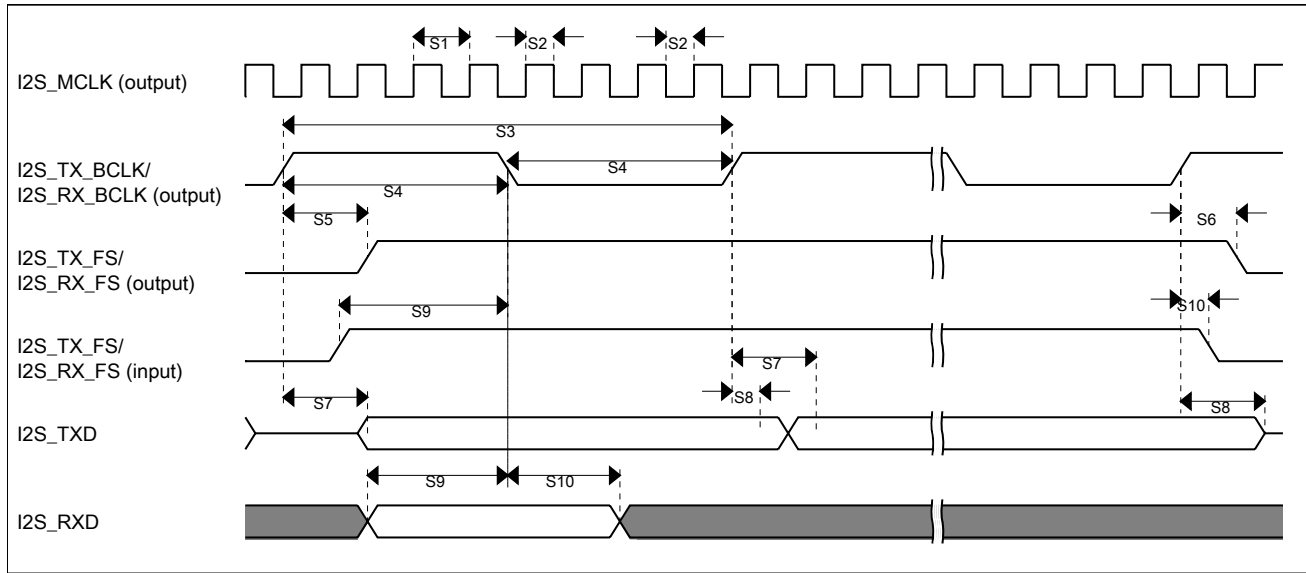 S1
S2
S2
I2S_MCLK (output)
S3
I2S_TX_BCLK/
I2S_RX_BCLK (output)
S4
S4
S5
S6
I2S_TX_FS/
I2S_RX_FS (output)
S9
S10
I2S_TX_FS/
I2S_RX_FS (input)
S7
S7
S8
S8
I2S_TXD
S9
S10
I2S_RXD